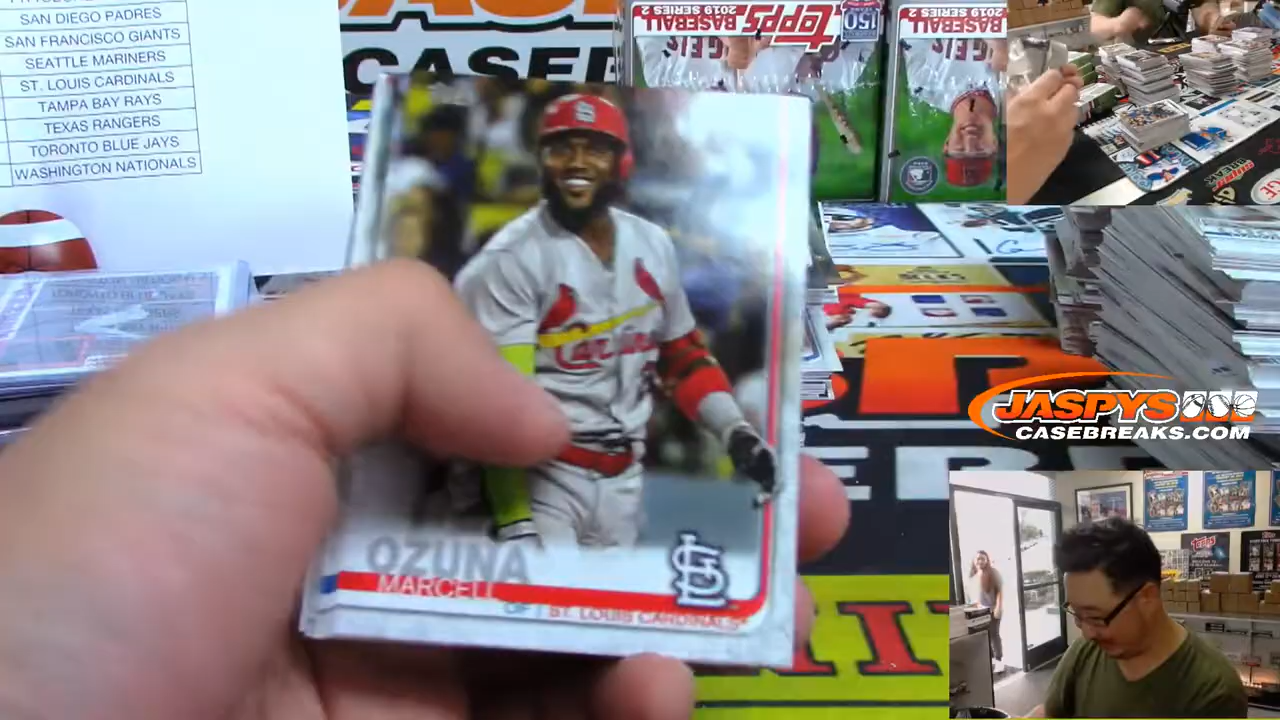 SAN DIEGO PADRES
SAN FRANCISCO GIANTS
SEATTLE MARINERS
ST. LOUIS CARDINALS
TAMPA BAY RAYS
TEXAS RANGERS
TORONTO BLUE JAYS
WASHINGTON NATIONALS
CASE
2019 SERIES 2
BASEBALL
topps
150
2019 SERIES 2
BASEBALL
Cardinals
OZUNA
MARCELL
OF | ST. LOUIS CARDINALS
JASPYS
CASEBREAKS.COM